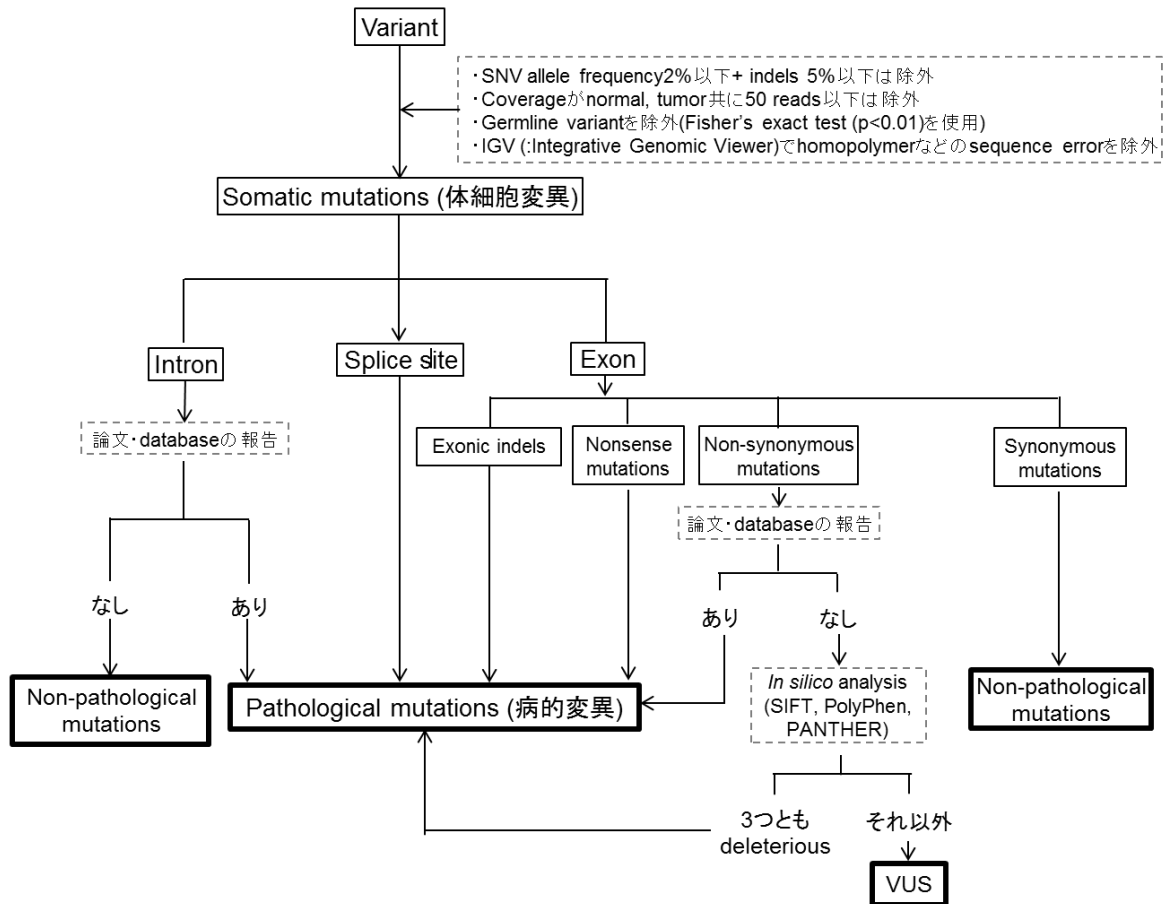 Variant
・SNV allele frequency2%以下+ indels 5%以下は除外
・Coverageがnormal, tumor共に50 reads以下は除外
・Germline variantを除外(Fisher's exact test (p<0.01)を使用)
・IGV (:Integrative Genomic Viewer)でhomopolymerなどのsequence errorを除外
Somatic mutations (体細胞変異)
Intron
Splice site
Exon
論文・databaseの報告
Exonic indels
Nonsense
mutations
Non-synonymous
mutations
Synonymous
mutations
論文・databaseの報告
なし
あり
あり
なし
Non-pathological
mutations
Pathological mutations (病的変異)
In silico analysis
(SIFT, PolyPhen,
PANTHER)
Non-pathological
mutations
3つとも
deleterious
それ以外
VUS